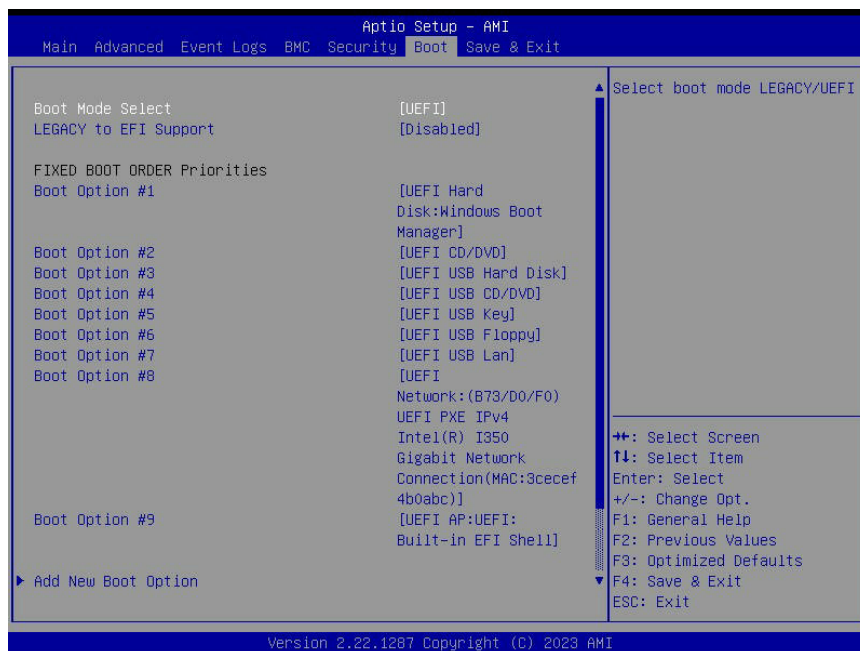 Aptio Setup – AMI
Main Advanced Event Logs BMC Security Boot Save & Exit
Select boot mode LEGACY/UEFI
Boot Mode Select [UEFI]
LEGACY to EFI Support [Disabled]
FIXED BOOT ORDER Priorities
Boot Option #1 [UEFI Hard
Disk:Windows Boot
Manager]
Boot Option #2 [UEFI CD/DVD]
Boot Option #3 [UEFI USB Hard Disk]
Boot Option #4 [UEFI USB CD/DVD]
Boot Option #5 [UEFI USB Key]
Boot Option #6 [UEFI USB Floppy]
Boot Option #7 [UEFI USB Lan]
Boot Option #8 [UEFI
Network:(B73/D0/F0)
UEFI PXE IPv4
Intel(R) I350
Gigabit Network
Connection(MAC:3cecef
4b0abc)]
Boot Option #9 [UEFI AP:UEFI:
Built-in EFI Shell]
Add New Boot Option
→←: Select Screen
↑↓: Select Item
Enter: Select
+/-: Change Opt.
F1: General Help
F2: Previous Values
F3: Optimized Defaults
F4: Save & Exit
ESC: Exit
Version 2.22.1287 Copyright (C) 2023 AMI